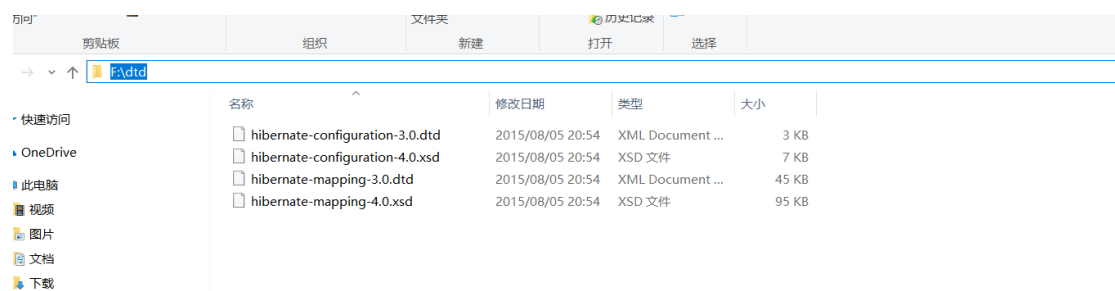 文件夹 历史记录
剪贴板 组织 新建 打开 选择
F:\dtd
名称 修改日期 类型 大小
快速访问
OneDrive
此电脑
视频
图片
文档
下载
hibernate-configuration-3.0.dtd 2015/08/05 20:54 XML Document ... 3 KB
hibernate-configuration-4.0.xsd 2015/08/05 20:54 XSD 文件 7 KB
hibernate-mapping-3.0.dtd 2015/08/05 20:54 XML Document ... 45 KB
hibernate-mapping-4.0.xsd 2015/08/05 20:54 XSD 文件 95 KB